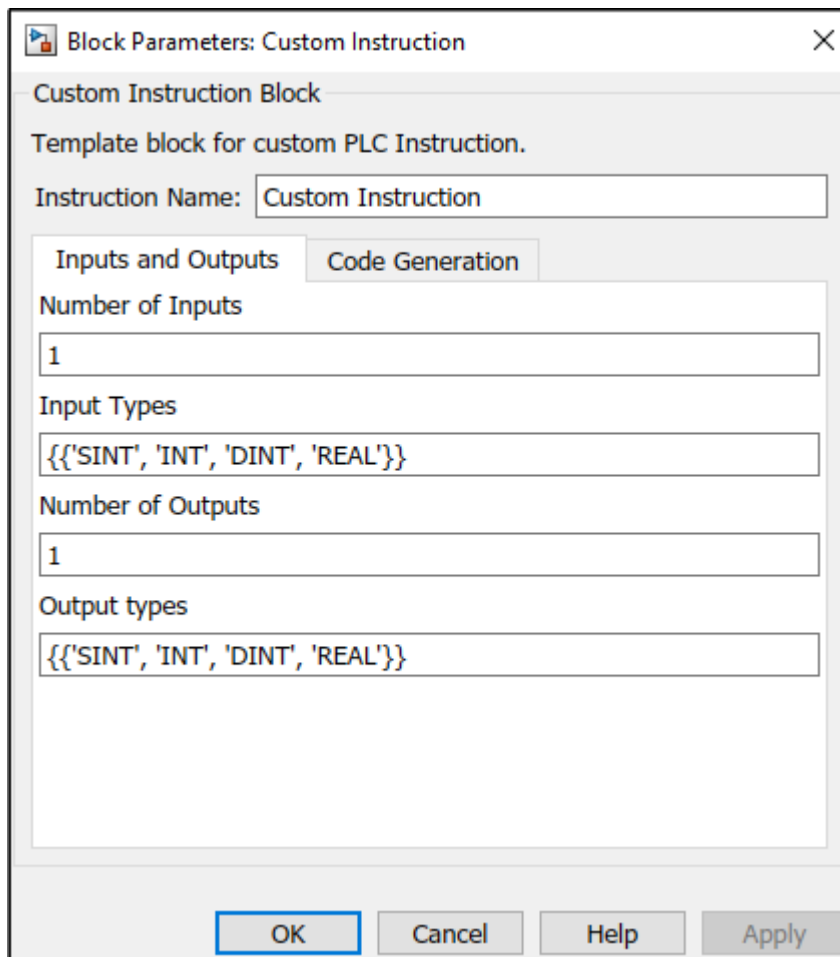 Block Parameters: Custom Instruction
Custom Instruction Block
Template block for custom PLC Instruction.
Instruction Name: Custom Instruction
Inputs and Outputs Code Generation
Number of Inputs
1
Input Types
{{'SINT', 'INT', 'DINT', 'REAL'}}
Number of Outputs
1
Output types
{{'SINT', 'INT', 'DINT', 'REAL'}}
OK Cancel Help Apply